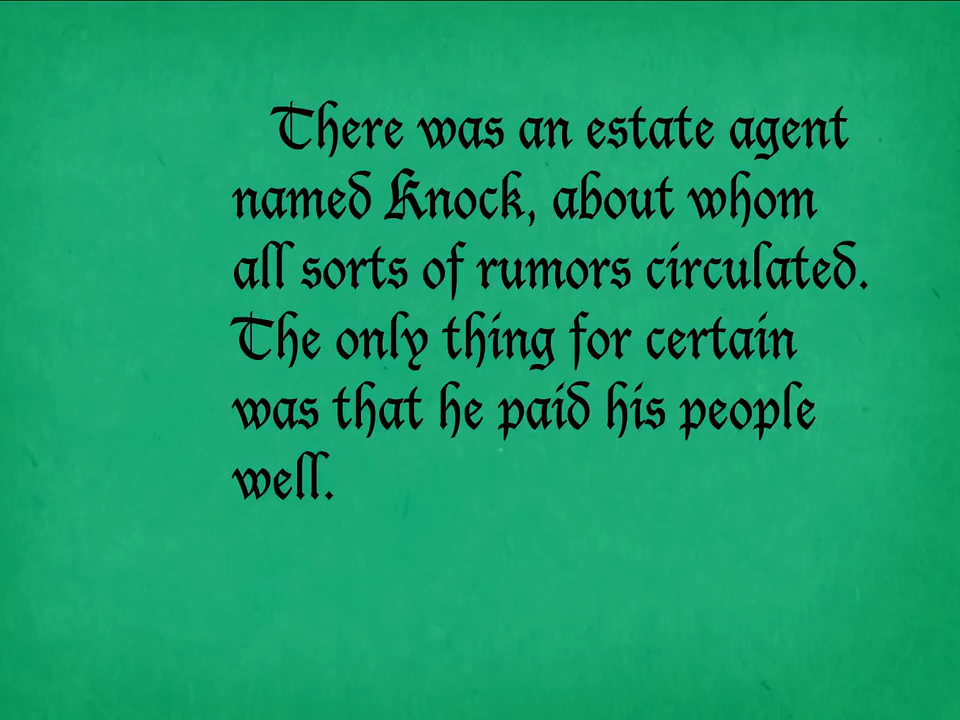 There was an estate agent
named Knock, about whom
all sorts of rumors circulated.
The only thing for certain
was that he paid his people
well.